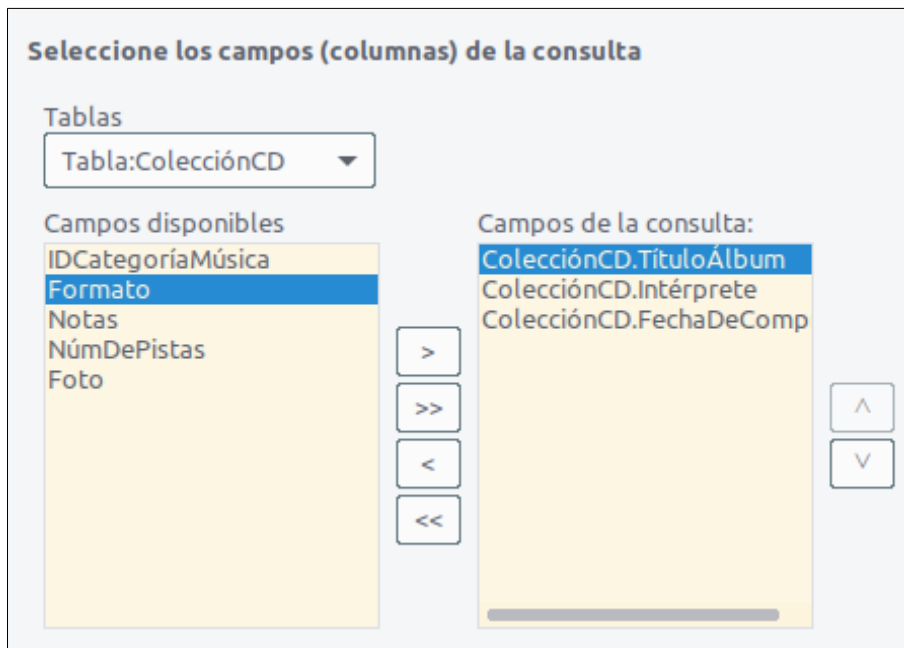 Seleccione los campos (columnas) de la consulta
Tablas
Tabla:ColecciónCD
Campos disponibles
IDCategoríaMúsica
Formato
Notas
NúmDePistas
Foto
>
>>
<
<<
Campos de la consulta:
ColecciónCD.TítuloÁlbum
ColecciónCD.Intérprete
ColecciónCD.FechaDeComp
^
v